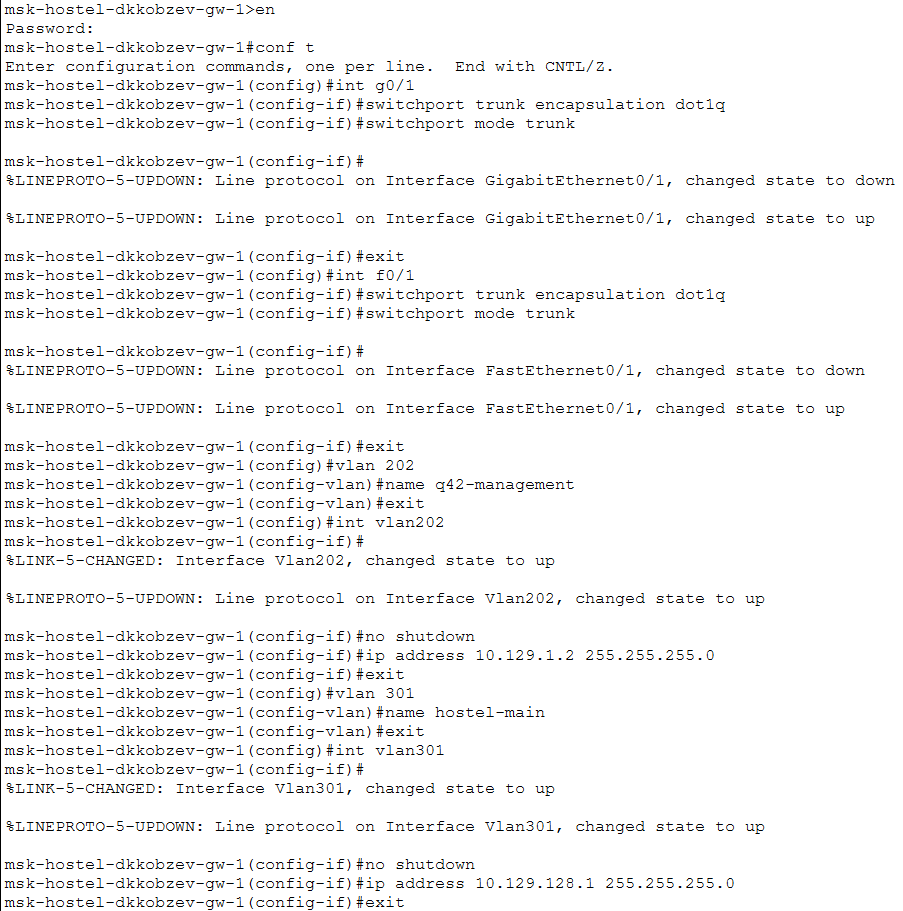 msk-hostel-dkkobzev-gw-1>en
Password:
msk-hostel-dkkobzev-gw-1#conf t
Enter configuration commands, one per line.  End with CNTL/Z.
msk-hostel-dkkobzev-gw-1(config)#int g0/1
msk-hostel-dkkobzev-gw-1(config-if)#switchport trunk encapsulation dot1q
msk-hostel-dkkobzev-gw-1(config-if)#switchport mode trunk
msk-hostel-dkkobzev-gw-1(config-if)#
%LINEPROTO-5-UPDOWN: Line protocol on Interface GigabitEthernet0/1, changed state to down
%LINEPROTO-5-UPDOWN: Line protocol on Interface GigabitEthernet0/1, changed state to up
msk-hostel-dkkobzev-gw-1(config-if)#exit
msk-hostel-dkkobzev-gw-1(config)#int f0/1
msk-hostel-dkkobzev-gw-1(config-if)#switchport trunk encapsulation dot1q
msk-hostel-dkkobzev-gw-1(config-if)#switchport mode trunk
msk-hostel-dkkobzev-gw-1(config-if)#
%LINEPROTO-5-UPDOWN: Line protocol on Interface FastEthernet0/1, changed state to down
%LINEPROTO-5-UPDOWN: Line protocol on Interface FastEthernet0/1, changed state to up
msk-hostel-dkkobzev-gw-1(config-if)#exit
msk-hostel-dkkobzev-gw-1(config)#vlan 202
msk-hostel-dkkobzev-gw-1(config-vlan)#name q42-management
msk-hostel-dkkobzev-gw-1(config-vlan)#exit
msk-hostel-dkkobzev-gw-1(config)#int vlan202
msk-hostel-dkkobzev-gw-1(config-if)#
%LINK-5-CHANGED: Interface Vlan202, changed state to up
%LINEPROTO-5-UPDOWN: Line protocol on Interface Vlan202, changed state to up
msk-hostel-dkkobzev-gw-1(config-if)#no shutdown
msk-hostel-dkkobzev-gw-1(config-if)#ip address 10.129.1.2 255.255.255.0
msk-hostel-dkkobzev-gw-1(config-if)#exit
msk-hostel-dkkobzev-gw-1(config)#vlan 301
msk-hostel-dkkobzev-gw-1(config-vlan)#name hostel-main
msk-hostel-dkkobzev-gw-1(config-vlan)#exit
msk-hostel-dkkobzev-gw-1(config)#int vlan301
msk-hostel-dkkobzev-gw-1(config-if)#
%LINK-5-CHANGED: Interface Vlan301, changed state to up
%LINEPROTO-5-UPDOWN: Line protocol on Interface Vlan301, changed state to up
msk-hostel-dkkobzev-gw-1(config-if)#no shutdown
msk-hostel-dkkobzev-gw-1(config-if)#ip address 10.129.128.1 255.255.255.0
msk-hostel-dkkobzev-gw-1(config-if)#exit